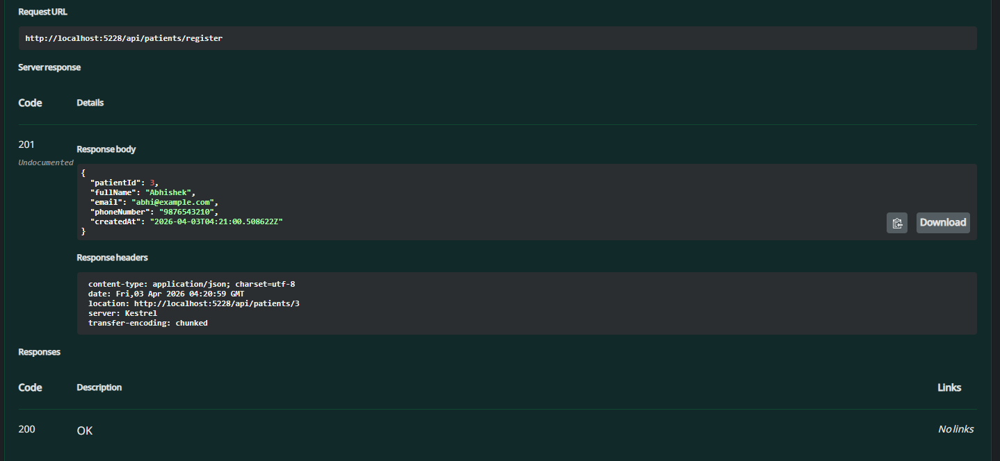 Request URL
http://localhost:5228/api/patients/register
Server response
Code Details
201
Undocumented
Response body
{
  "patientId": 3,
  "fullName": "Abhishek",
  "email": "abhi@example.com",
  "phoneNumber": "9876543210",
  "createdAt": "2026-04-03T04:21:00.508622Z"
}
Download
Response headers
content-type: application/json; charset=utf-8
date: Fri,03 Apr 2026 04:20:59 GMT
location: http://localhost:5228/api/patients/3
server: Kestrel
transfer-encoding: chunked
Responses
Code Description Links
200 OK No links